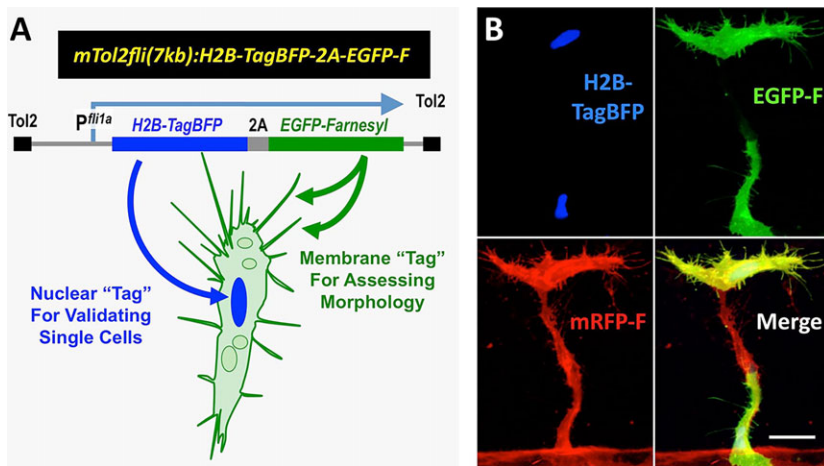 A
mTol2fli(7kb):H2B-TagBFP-2A-EGFP-F
Tol2
Pfli1a
H2B-TagBFP
2A
EGFP-Farnesyl
Tol2
Nuclear “Tag”
For Validating
Single Cells
Membrane “Tag”
For Assessing
Morphology
B
H2B-
TagBFP
EGFP-F
mRFP-F
Merge